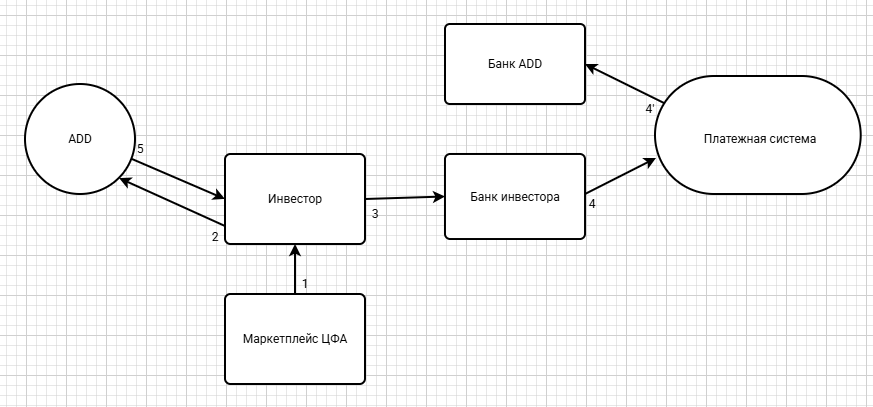 Банк ADD
4'
ADD
Платежная система
5
Инвестор
Банк инвестора
3
4
2
1
Маркетплейс ЦФА